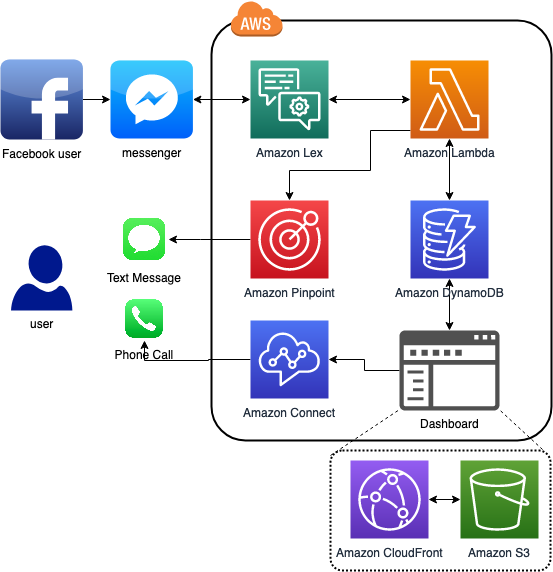 AWS
Facebook user
messenger
Amazon Lex
Amazon Lambda
Text Message
Amazon Pinpoint
Amazon DynamoDB
user
Phone Call
Amazon Connect
Dashboard
Amazon CloudFront
Amazon S3